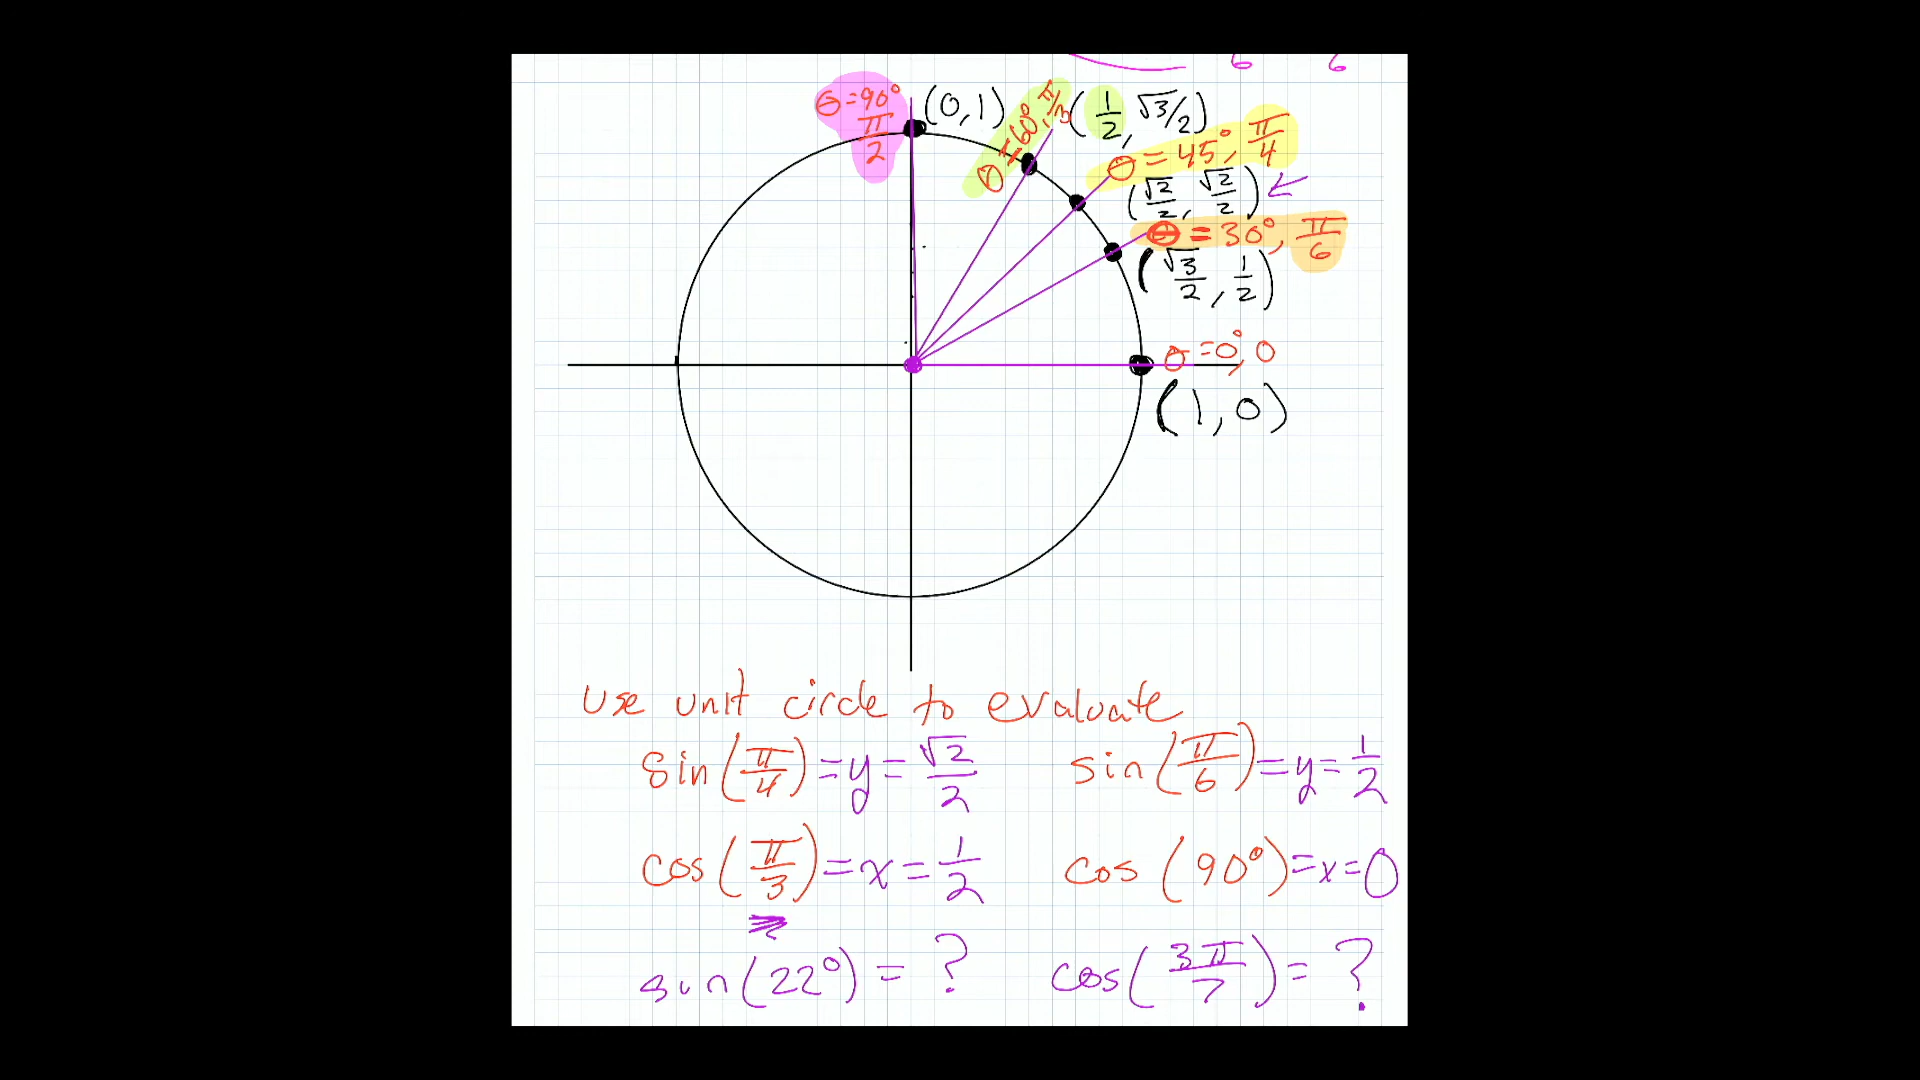 6 6
θ=90°
π/2
(0,1)
θ=60°, π/3
(1/2, √3/2)
θ=45°, π/4
(√2/2, √2/2)
θ=30°, π/6
(√3/2, 1/2)
θ=0°, 0
(1,0)
Use unit circle to evaluate
sin(π/4)=y=√2/2 sin(π/6)=y=1/2
cos(π/3)=x=1/2 cos(90°)=x=0
sin(22°)=? cos(3π/7)=?